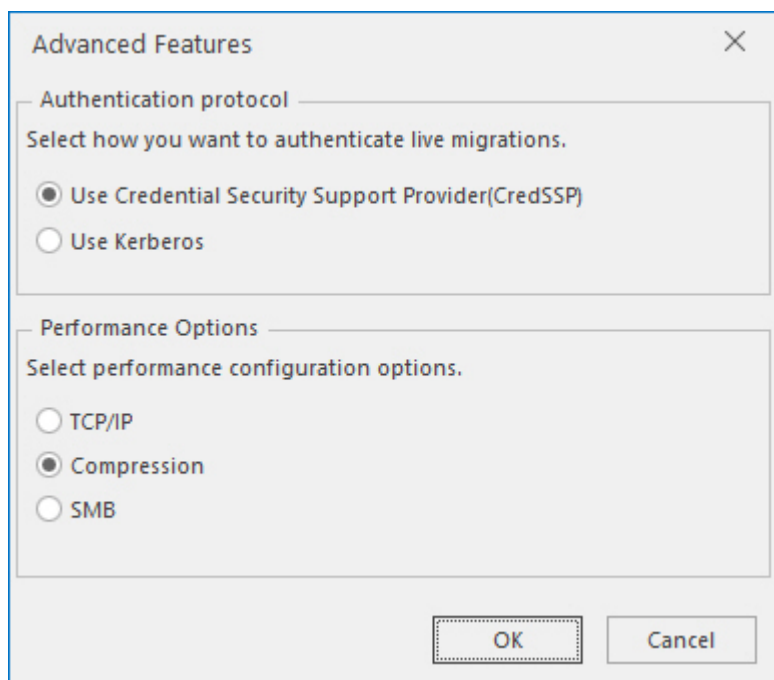 Advanced Features
Authentication protocol
Select how you want to authenticate live migrations.
Use Credential Security Support Provider(CredSSP)
Use Kerberos
Performance Options
Select performance configuration options.
TCP/IP
Compression
SMB
OK
Cancel